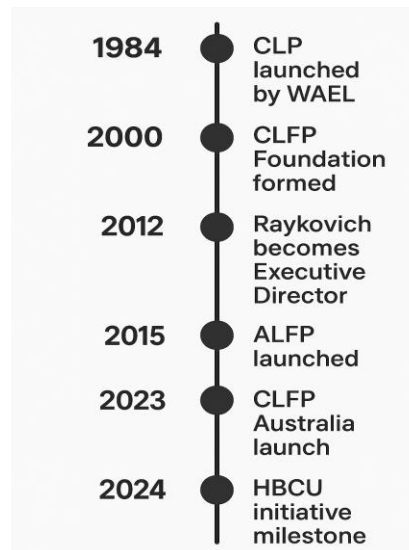 1984
CLP
launched
by WAEL
2000
CLFP
Foundation
formed
2012
Raykovich
becomes
Executive
Director
2015
ALFP
launched
2023
CLFP
Australia
launch
2024
HBCU
initiative
milestone